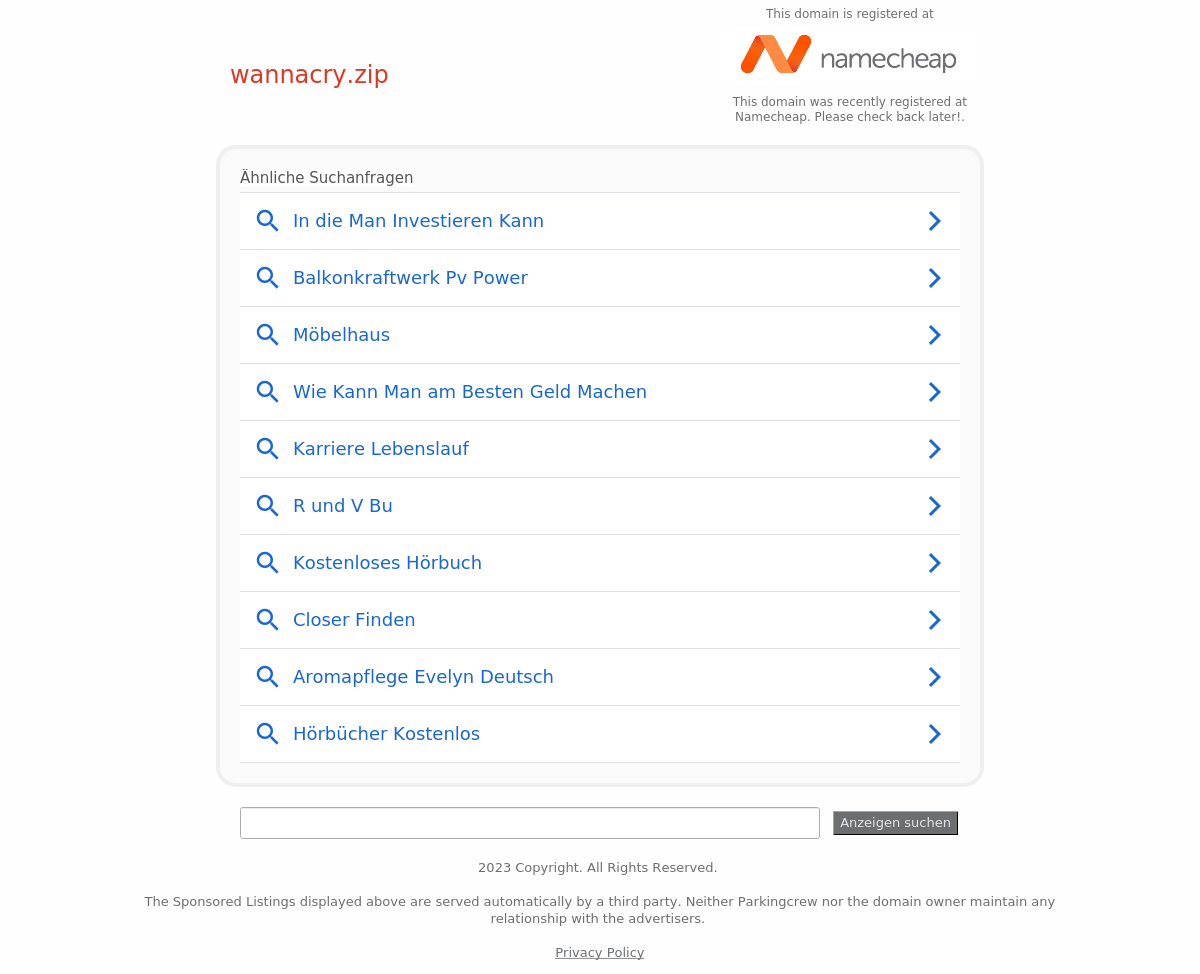 This domain is registered at
namecheap
wannacry.zip
This domain was recently registered at
Namecheap. Please check back later!.
Ähnliche Suchanfragen
In die Man Investieren Kann
Balkonkraftwerk Pv Power
Möbelhaus
Wie Kann Man am Besten Geld Machen
Karriere Lebenslauf
R und V Bu
Kostenloses Hörbuch
Closer Finden
Aromapflege Evelyn Deutsch
Hörbücher Kostenlos
Anzeigen suchen
2023 Copyright. All Rights Reserved.
The Sponsored Listings displayed above are served automatically by a third party. Neither Parkingcrew nor the domain owner maintain any
relationship with the advertisers.
Privacy Policy